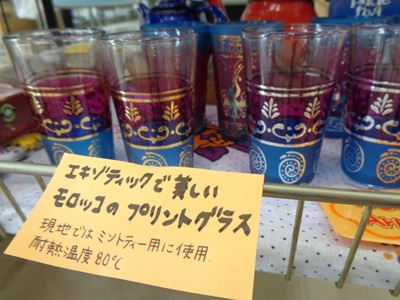 エキゾティックで美しい
モロッコの プリントグラス
現地では ミントティー用に使用.
耐熱温度80℃